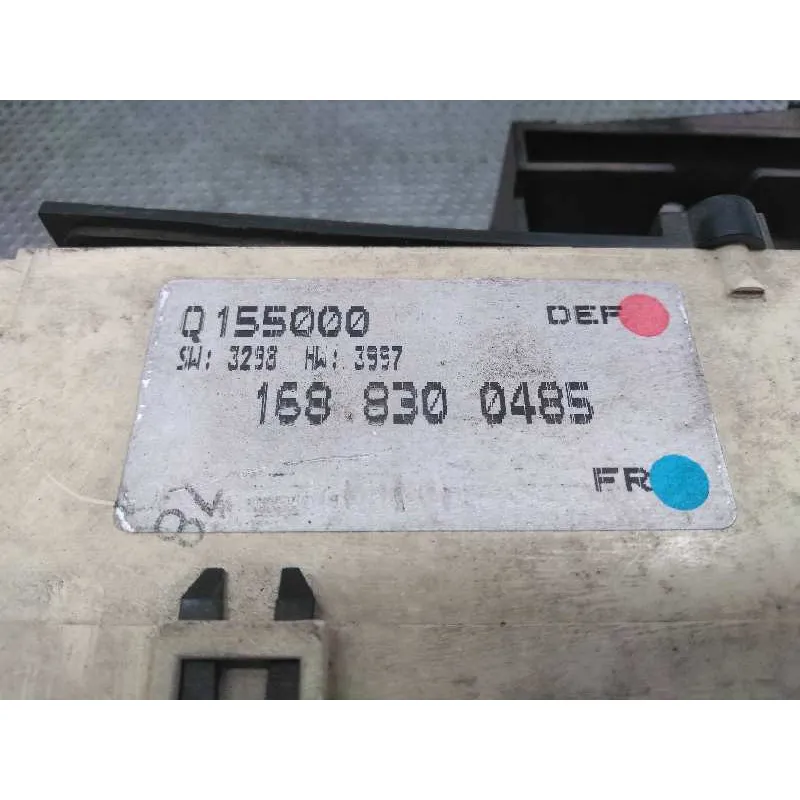 Q155000 DEF
SW: 3298 HW: 3997
168 830 0485
FR